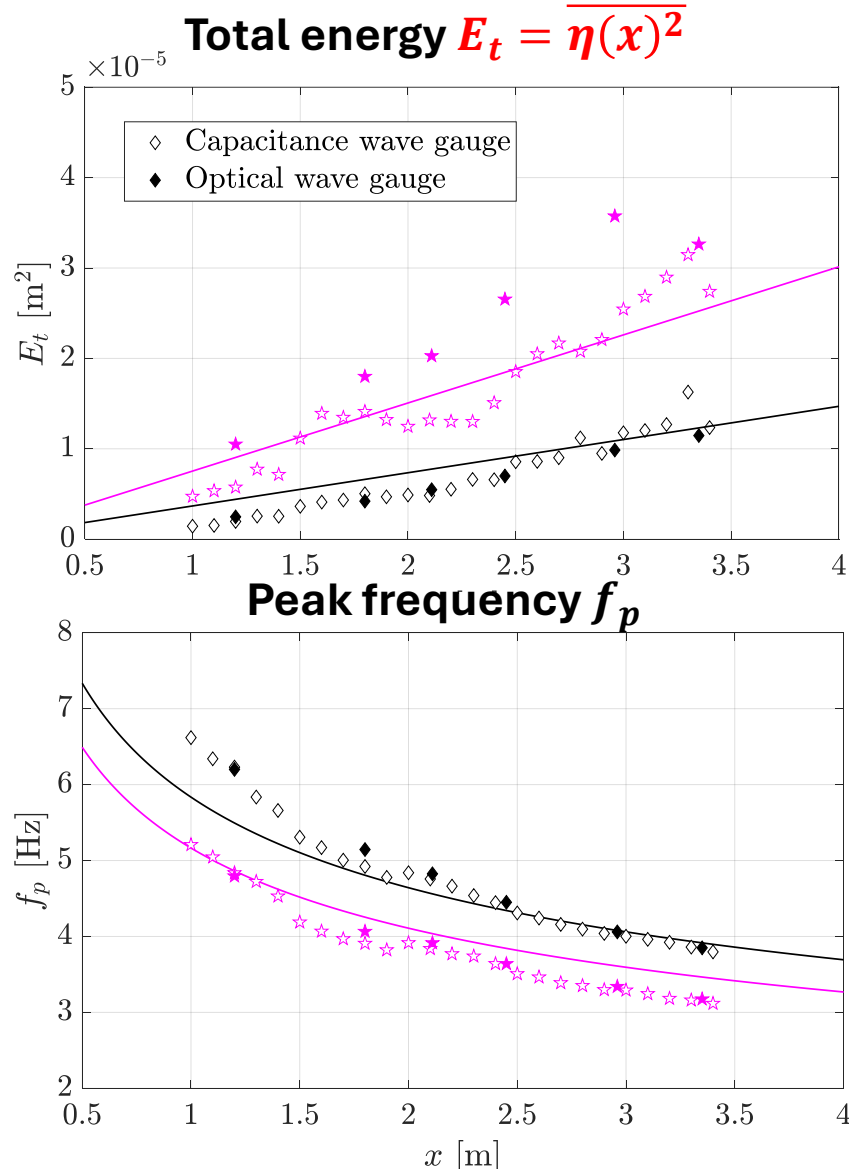 Total energy E_t = \overline{η(x)^2}
×10⁻⁵
5
4
3
2
1
0
E_t [m²]
Capacitance wave gauge
Optical wave gauge
0.5 1 1.5 2 2.5 3 3.5 4
Peak frequency f_p
8
7
6
5
4
3
2
f_p [Hz]
0.5 1 1.5 2 2.5 3 3.5 4
x [m]